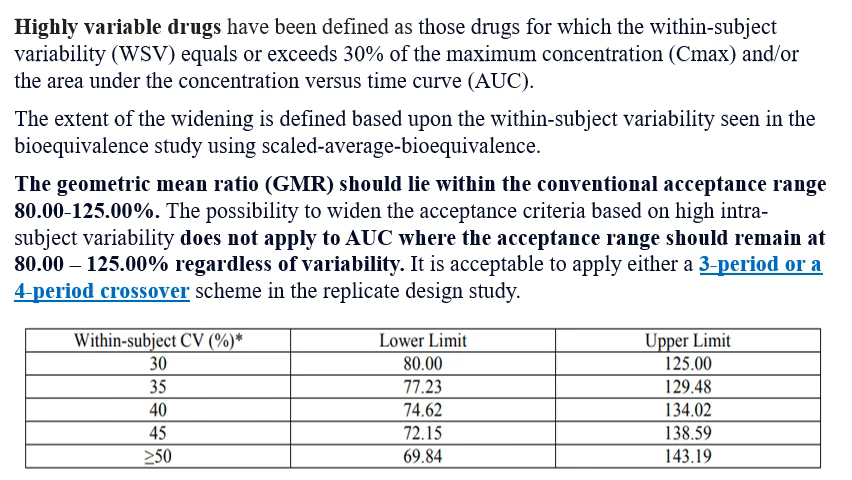 Highly variable drugs have been defined as those drugs for which the within-subject
variability (WSV) equals or exceeds 30% of the maximum concentration (Cmax) and/or
the area under the concentration versus time curve (AUC).
The extent of the widening is defined based upon the within-subject variability seen in the
bioequivalence study using scaled-average-bioequivalence.
The geometric mean ratio (GMR) should lie within the conventional acceptance range
80.00-125.00%. The possibility to widen the acceptance criteria based on high intra-
subject variability does not apply to AUC where the acceptance range should remain at
80.00 – 125.00% regardless of variability. It is acceptable to apply either a 3-period or a
4-period crossover scheme in the replicate design study.
Within-subject CV (%)* Lower Limit Upper Limit
30 80.00 125.00
35 77.23 129.48
40 74.62 134.02
45 72.15 138.59
≥50 69.84 143.19